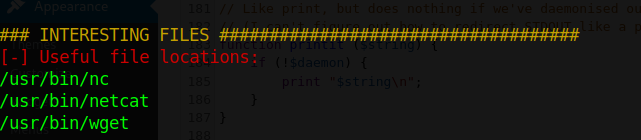 Appearance
181 // Like print, but does nothing if we've daemonised ou
### INTERESTING FILES ####################################
[-] Useful file locations:
function printit ($string) {
if (!$daemon) {
/usr/bin/nc
185 print "$string\n";
/usr/bin/netcat
186 }
/usr/bin/wget
187 }
188